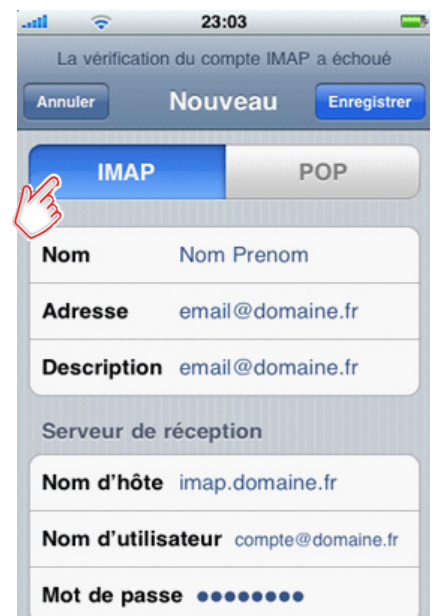 23:03
La vérification du compte IMAP a échoué
Annuler Nouveau Enregistrer
IMAP POP
Nom Nom Prenom
Adresse email@domaine.fr
Description email@domaine.fr
Serveur de réception
Nom d'hôte imap.domaine.fr
Nom d'utilisateur compte@domaine.fr
Mot de passe ●●●●●●●●